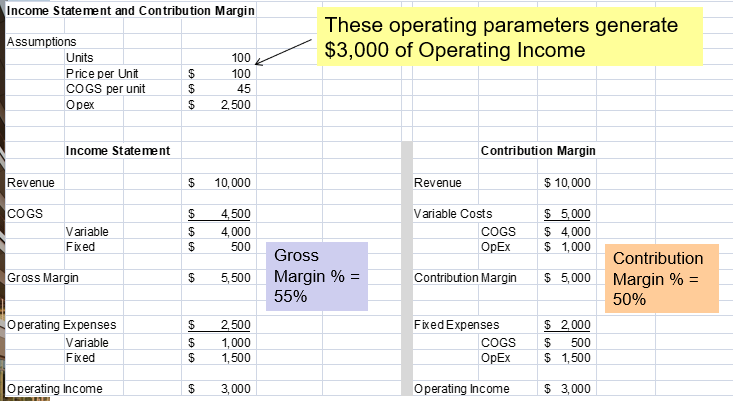 Income Statement and Contribution Margin
These operating parameters generate
$3,000 of Operating Income
Assumptions
Units 100
Price per Unit $ 100
COGS per unit $ 45
Opex $ 2,500
Income Statement
Revenue $ 10,000
COGS $ 4,500
Variable $ 4,000
Fixed $ 500
Gross Margin $ 5,500
Gross
Margin % =
55%
Operating Expenses $ 2,500
Variable $ 1,000
Fixed $ 1,500
Operating Income $ 3,000
Contribution Margin
Revenue $ 10,000
Variable Costs $ 5,000
COGS $ 4,000
OpEx $ 1,000
Contribution Margin $ 5,000
Contribution
Margin % =
50%
Fixed Expenses $ 2,000
COGS $ 500
OpEx $ 1,500
Operating Income $ 3,000